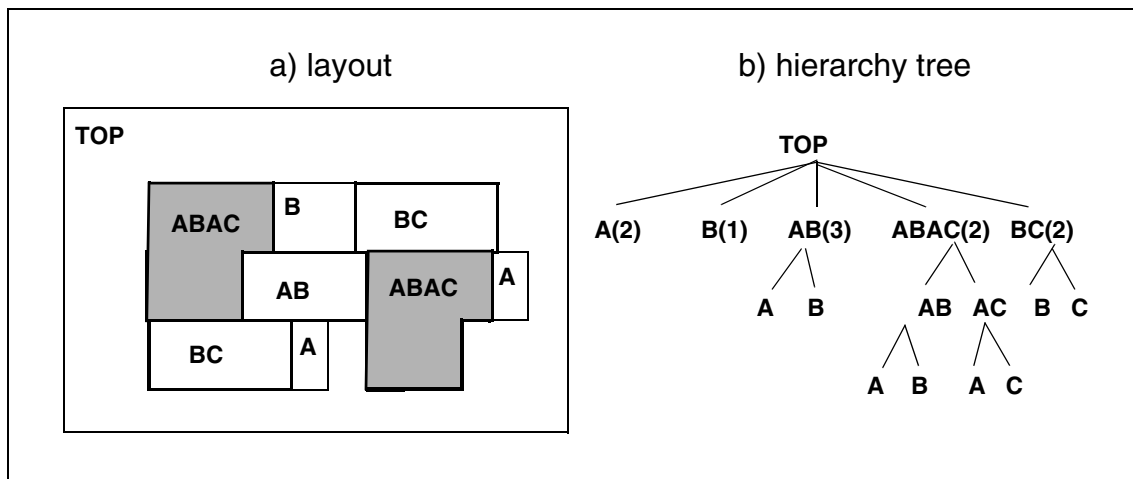 a) layout
b) hierarchy tree
TOP
ABAC
B
BC
AB
ABAC
A
BC
A
TOP
A(2) B(1) AB(3) ABAC(2) BC(2)
A B AB AC B C
A B A C